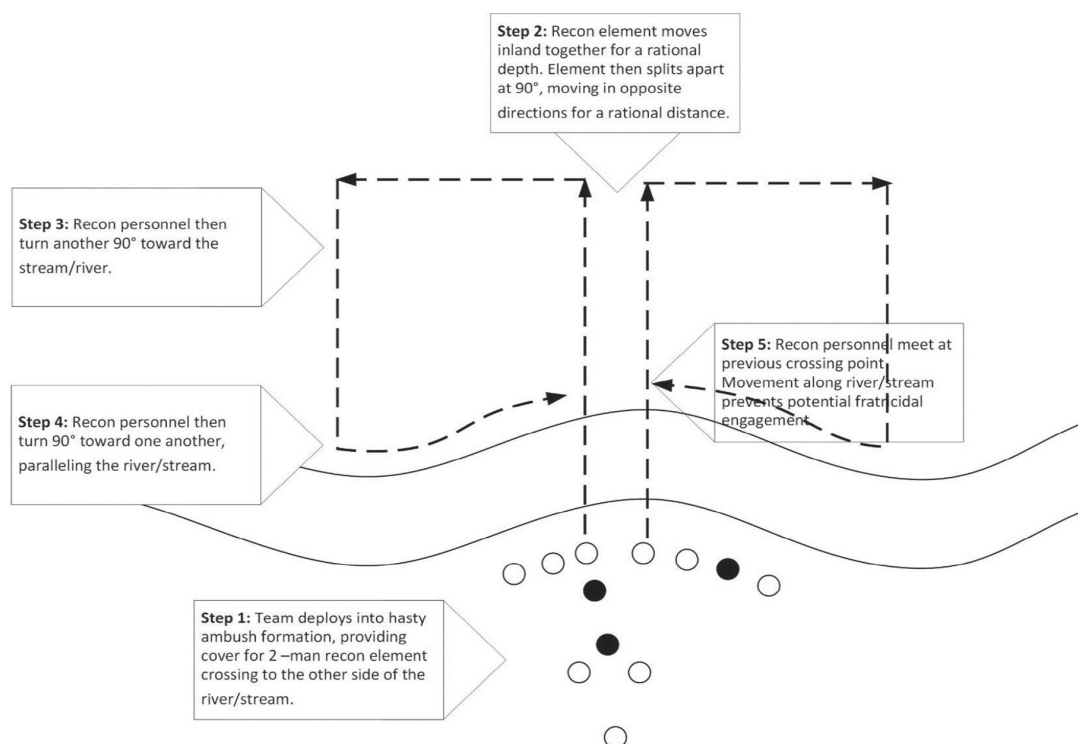 Step 2: Recon element moves
inland together for a rational
depth. Element then splits apart
at 90°, moving in opposite
directions for a rational distance.
Step 3: Recon personnel then
turn another 90° toward the
stream/river.
Step 5: Recon personnel meet at
previous crossing point
Movement along river/stream
prevents potential fratricidal
engagement
Step 4: Recon personnel then
turn 90° toward one another,
paralleling the river/stream.
Step 1: Team deploys into hasty
ambush formation, providing
cover for 2 –man recon element
crossing to the other side of the
river/stream.